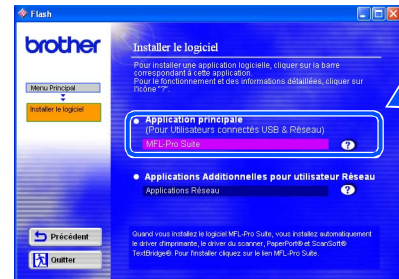 Flash
brother
Installer le logiciel
Pour installer une application logicielle, cliquer sur la barre
correspondant à cette application.
Pour le fonctionnement et des informations détaillées, cliquer sur
l'icône "?".
Menu Principal
Installer le logiciel
Application principale
(Pour Utilisateurs connectés USB & Réseau)
MFL-Pro Suite
?
Applications Additionnelles pour utilisateur Réseau
Applications Réseau
?
Précédent
Quitter
Quand vous installez le logiciel MFL-Pro Suite, vous installez automatiquement
le driver d'imprimante, le driver du scanner, PaperPort® et ScanSoft®
TextBridge®. Pour l'installer cliquez sur le lien MFL-Pro Suite.